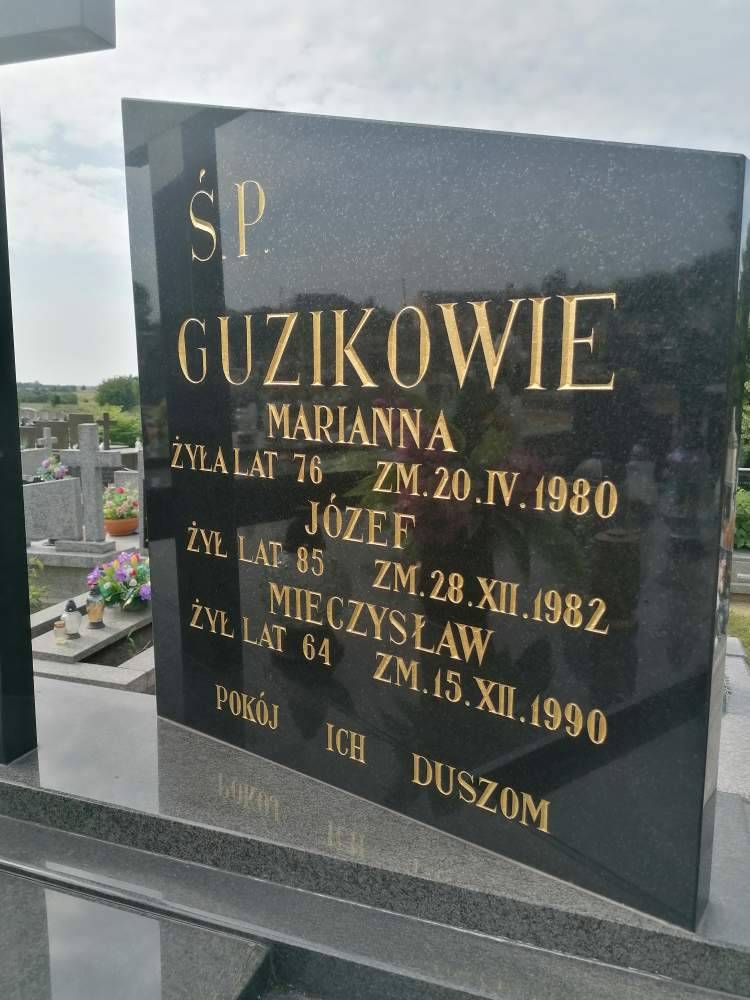 Ś.P.
GUZIKOWIE
MARIANNA
ŻYŁA LAT 76 ZM.20.IV.1980
JÓZEF
ŻYŁ LAT 85 ZM.28.XII.1982
MIECZYSŁAW
ŻYŁ LAT 64 ZM.15.XII.1990
POKÓJ ICH DUSZOM